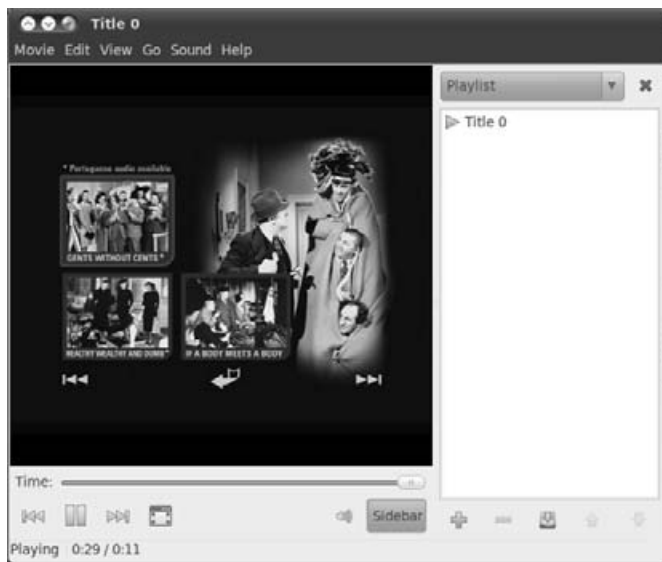 Title 0
Movie Edit View Go Sound Help
Playlist
Title 0
* Portuguese audio available
GENTS WITHOUT CENTS*
HEALTHY WEALTHY AND DUMB*
IF A BODY MEETS A BODY
Time:
Sidebar
Playing 0:29 / 0:11